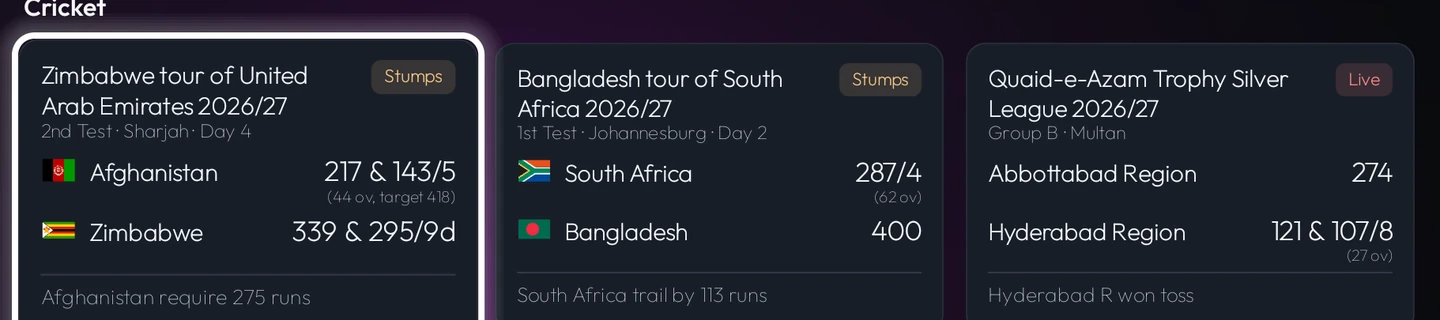 Cricket
Zimbabwe tour of United
Arab Emirates 2026/27
Stumps
2nd Test · Sharjah · Day 4
Afghanistan 217 & 143/5
(44 ov, target 418)
Zimbabwe 339 & 295/9d
Afghanistan require 275 runs
Bangladesh tour of South
Africa 2026/27
Stumps
1st Test · Johannesburg · Day 2
South Africa 287/4
(62 ov)
Bangladesh 400
South Africa trail by 113 runs
Quaid-e-Azam Trophy Silver
League 2026/27
Live
Group B · Multan
Abbottabad Region 274
Hyderabad Region 121 & 107/8
(27 ov)
Hyderabad R won toss